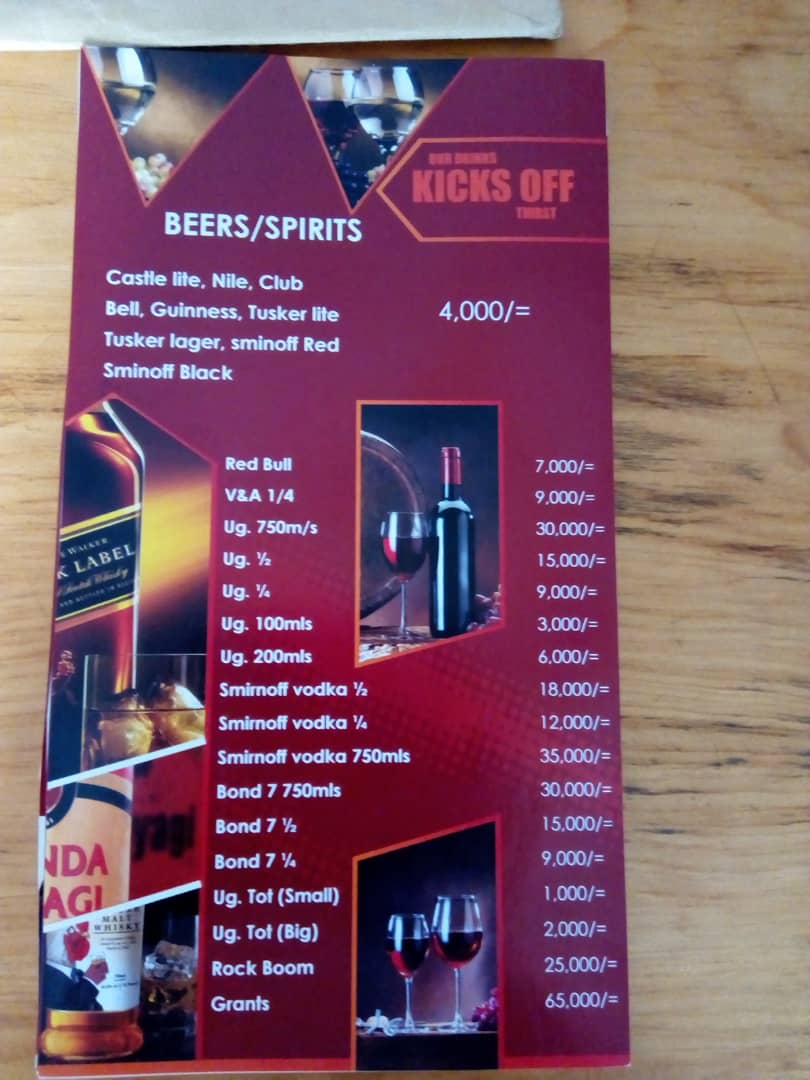 OUR DRINKS
KICKS OFF
THIRST
BEERS/SPIRITS
Castle lite, Nile, Club
Bell, Guinness, Tusker lite 4,000/=
Tusker lager, sminoff Red
Sminoff Black
Red Bull 7,000/=
V&A 1/4 9,000/=
Ug. 750m/s 30,000/=
Ug. ½ 15,000/=
Ug. ¼ 9,000/=
Ug. 100mls 3,000/=
Ug. 200mls 6,000/=
Smirnoff vodka ½ 18,000/=
Smirnoff vodka ¼ 12,000/=
Smirnoff vodka 750mls 35,000/=
Bond 7 750mls 30,000/=
Bond 7 ½ 15,000/=
Bond 7 ¼ 9,000/=
Ug. Tot (Small) 1,000/=
Ug. Tot (Big) 2,000/=
Rock Boom 25,000/=
Grants 65,000/=
WALKER
K LABEL
Scotch Whisky
NDA
AGI
yagi
MALT
WHISKY